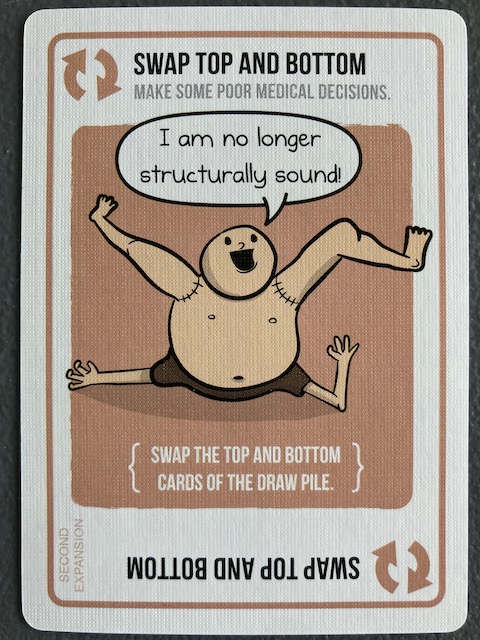 SWAP TOP AND BOTTOM
MAKE SOME POOR MEDICAL DECISIONS.
I am no longer
structurally sound!
{ SWAP THE TOP AND BOTTOM
CARDS OF THE DRAW PILE. }
SECOND
EXPANSION
SWAP TOP AND BOTTOM